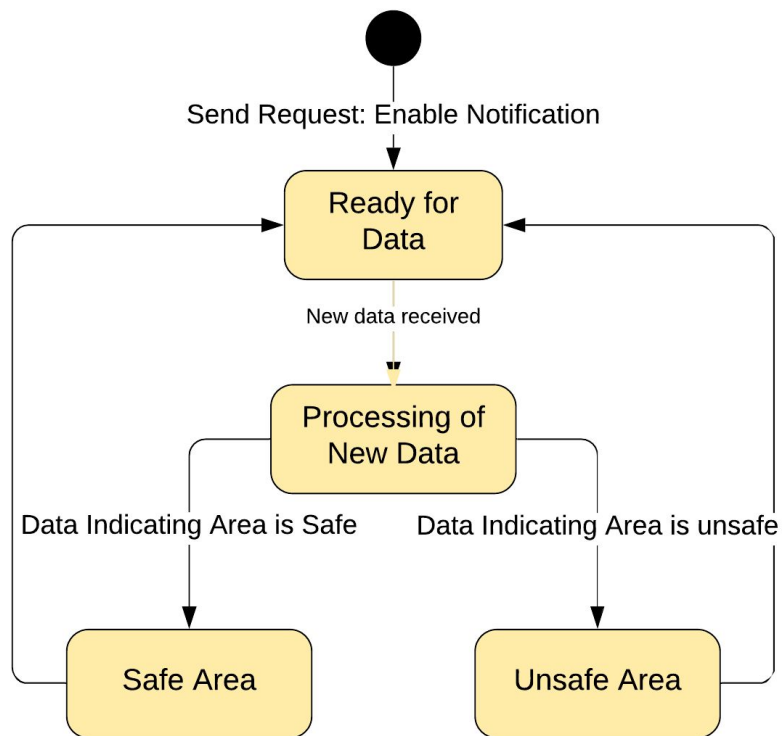 Send Request: Enable Notification
Ready for
Data
New data received
Processing of
New Data
Data Indicating Area is Safe
Data Indicating Area is unsafe
Safe Area
Unsafe Area